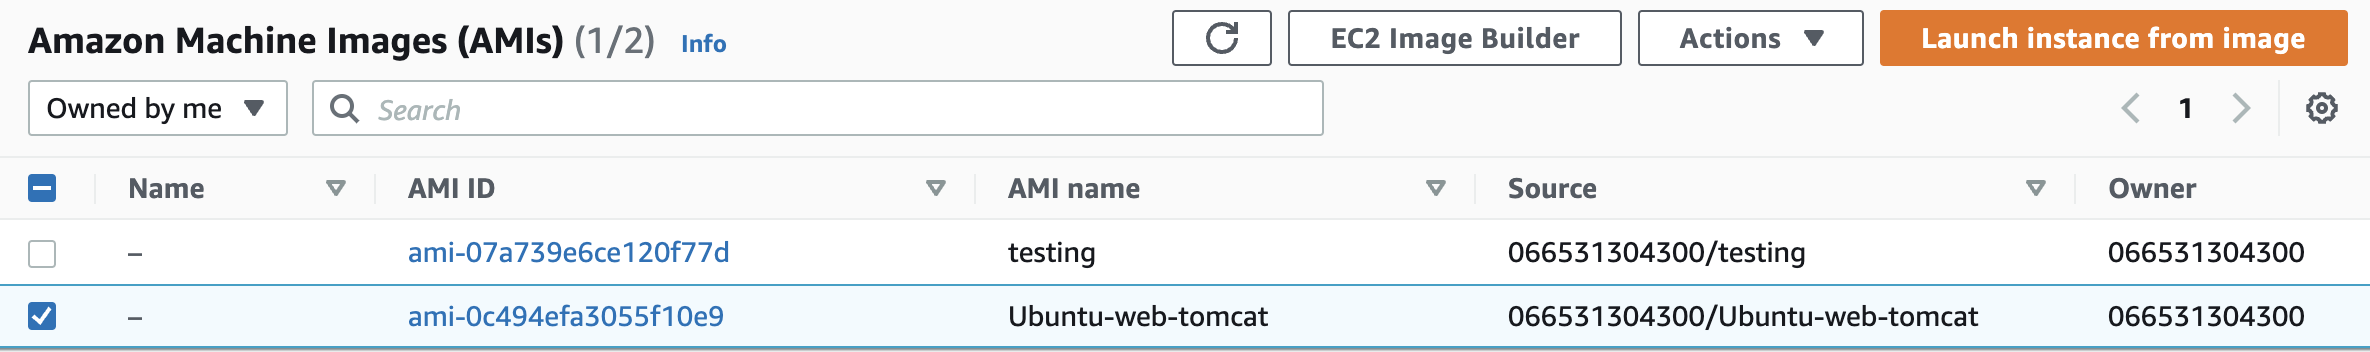 Amazon Machine Images (AMIs) (1/2) Info EC2 Image Builder Actions Launch instance from image
Owned by me Search 1
Name AMI ID AMI name Source Owner
– ami-07a739e6ce120f77d testing 066531304300/testing 066531304300
– ami-0c494efa3055f10e9 Ubuntu-web-tomcat 066531304300/Ubuntu-web-tomcat 066531304300